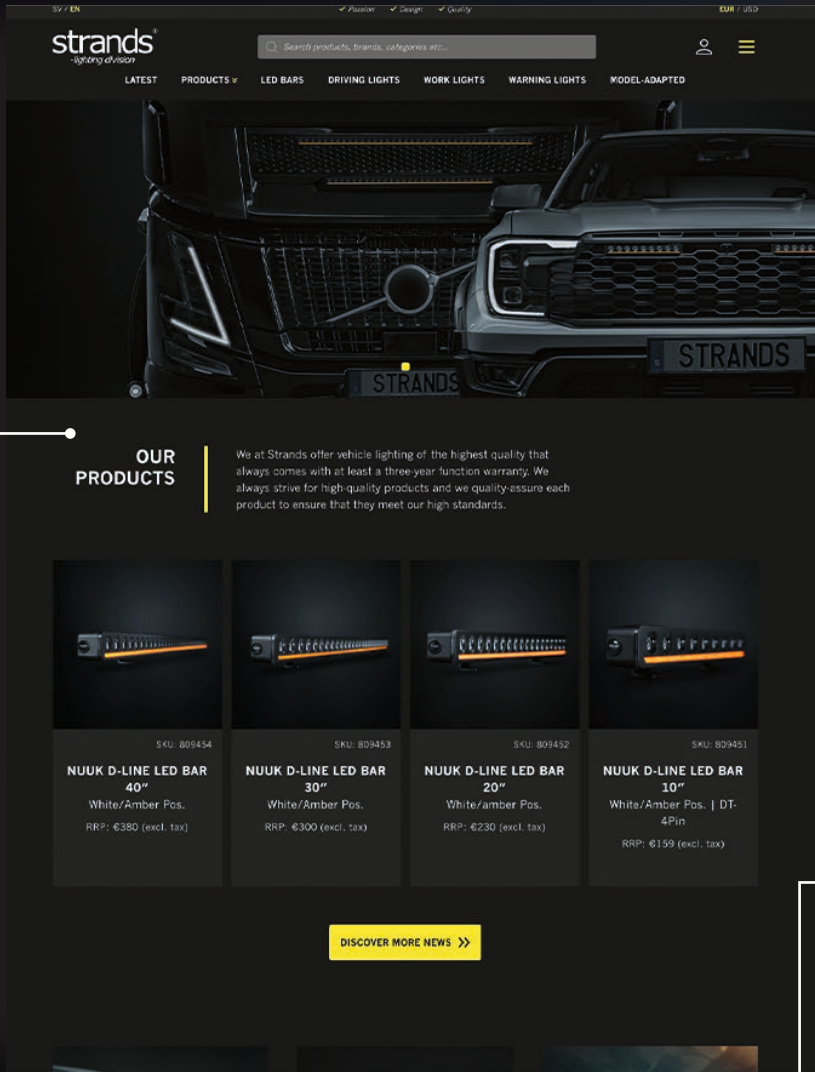 SV / EN
✓ Passion ✓ Design ✓ Quality
EUR / USD
strands®
-lighting division
Search products, brands, categories etc...
LATEST PRODUCTS LED BARS DRIVING LIGHTS WORK LIGHTS WARNING LIGHTS MODEL-ADAPTED
STRANDS
STRANDS
OUR
PRODUCTS
We at Strands offer vehicle lighting of the highest quality that
always comes with at least a three-year function warranty. We
always strive for high-quality products and we quality-assure each
product to ensure that they meet our high standards.
SKU: 809454
NUUK D-LINE LED BAR
40”
White/Amber Pos.
RRP: €380 (excl. tax)
SKU: 809453
NUUK D-LINE LED BAR
30”
White/Amber Pos.
RRP: €300 (excl. tax)
SKU: 809452
NUUK D-LINE LED BAR
20”
White/amber Pos.
RRP: €230 (excl. tax)
SKU: 809451
NUUK D-LINE LED BAR
10”
White/Amber Pos. | DT-
4Pin
RRP: €159 (excl. tax)
DISCOVER MORE NEWS